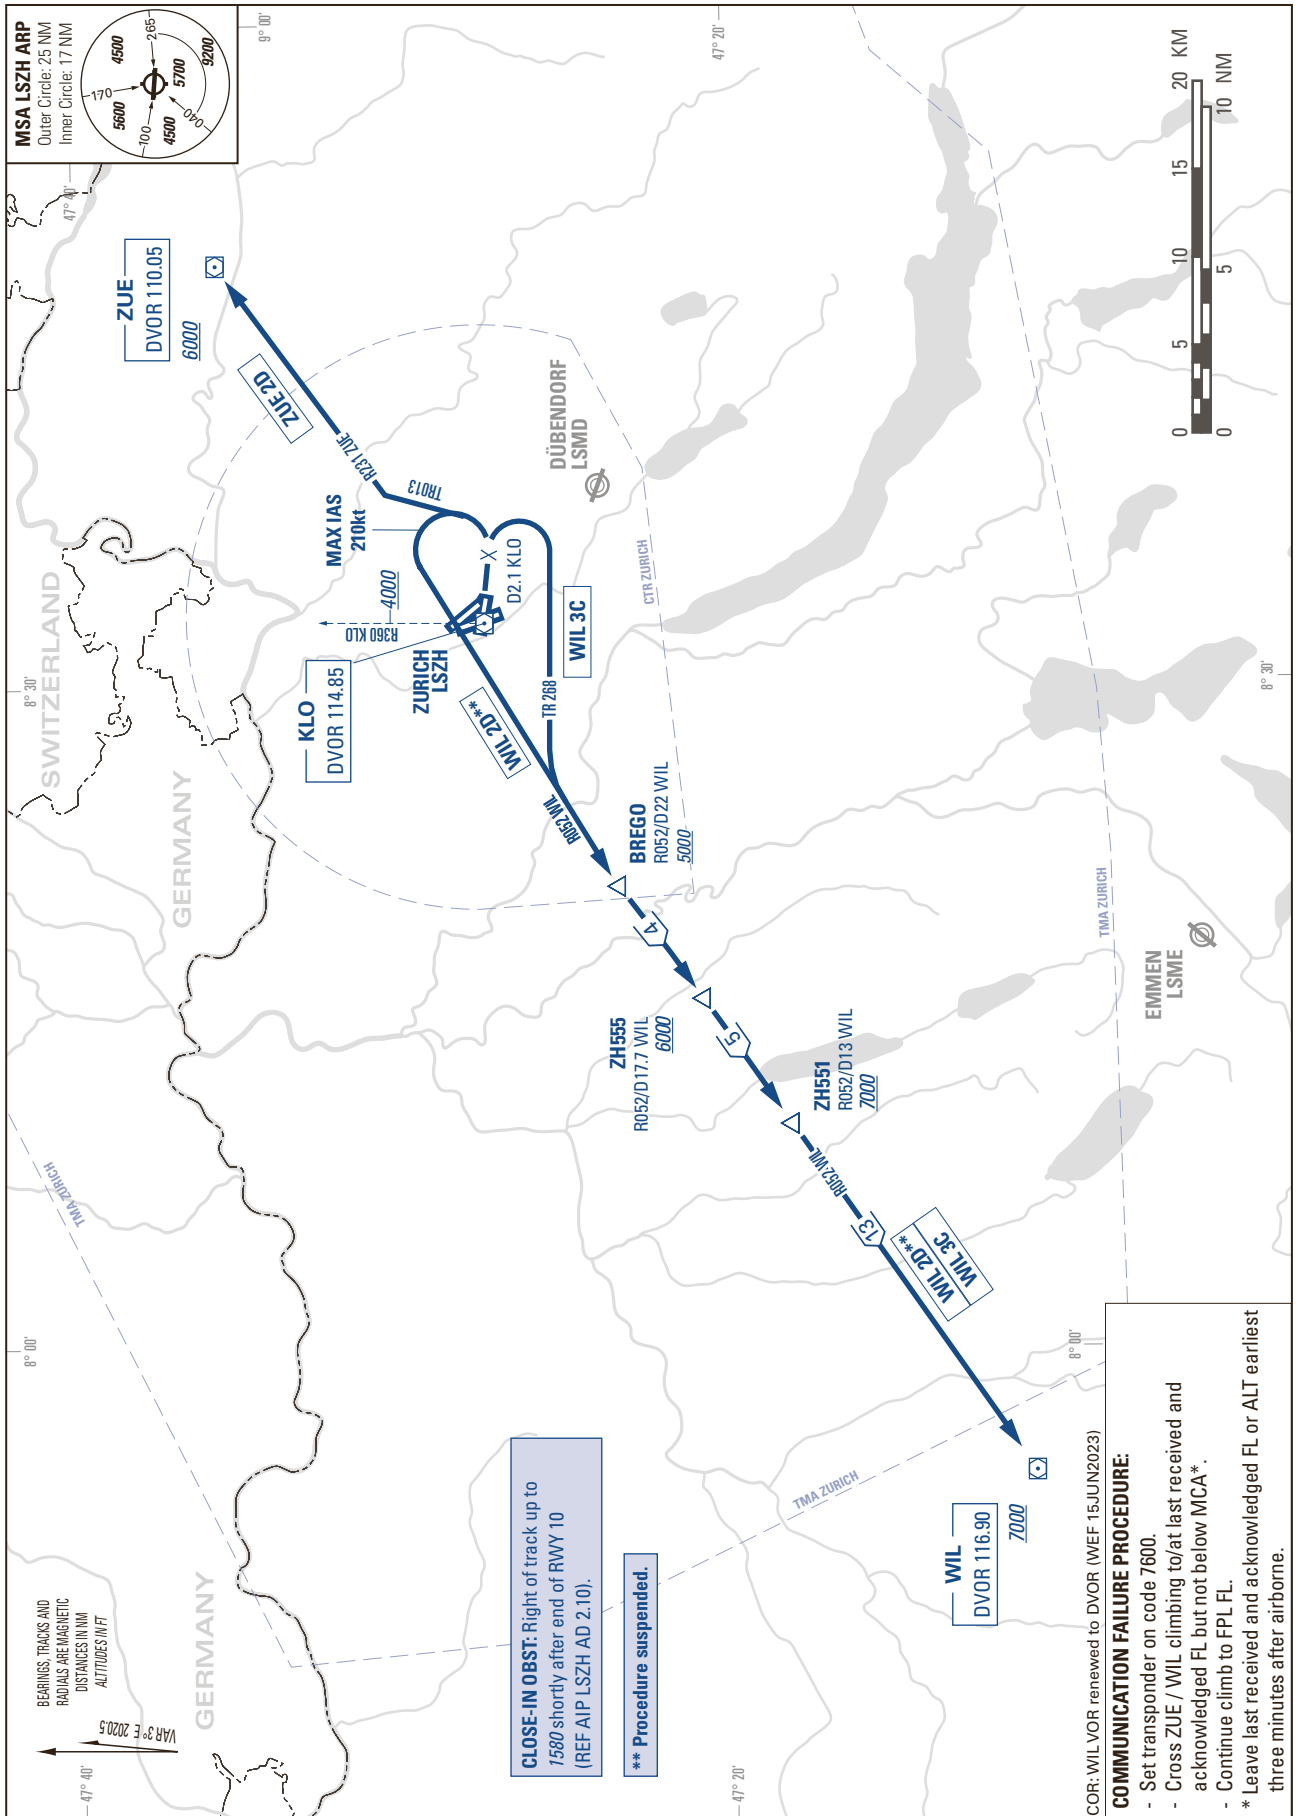 BEARINGS, TRACKS AND
RADIALS ARE MAGNETIC
DISTANCES IN NM
ALTITUDES IN FT
VAR 3° E 2020.5
47° 40'
GERMANY
8° 00'
TMA ZURICH
GERMANY
SWITZERLAND
8° 30'
47° 40'
MSA LSZH ARP
Outer Circle: 25 NM
Inner Circle: 17 NM
170
265
100
040
5600
4500
4500
5700
9200
9° 00'
ZUE
DVOR 110.05
6000
ZUE 2D
R231 ZUE
TR013
MAX IAS
210kt
4000
R360 KLO
KLO
DVOR 114.85
ZURICH
LSZH
D2.1 KLO
X
WIL 2D**
WIL 3C
TR 268
R052 WIL
DÜBENDORF
LSMD
CTR ZURICH
BREGO
R052/D22 WIL
5000
4
ZH555
R052/D17.7 WIL
6000
5
ZH551
R052/D13 WIL
7000
R052 WIL
13
WIL 2D**
WIL 3C
WIL
DVOR 116.90
7000
TMA ZURICH
TMA ZURICH
EMMEN
LSME
8° 00'
8° 30'
47° 20'
47° 20'
0 5 10 15 20 KM
0 5 10 NM
CLOSE-IN OBST: Right of track up to
1580 shortly after end of RWY 10
(REF AIP LSZH AD 2.10).
** Procedure suspended.
COR: WIL VOR renewed to DVOR (WEF 15JUN2023)
COMMUNICATION FAILURE PROCEDURE:
- Set transponder on code 7600.
- Cross ZUE / WIL climbing to/at last received and
acknowledged FL but not below MCA*.
- Continue climb to FPL FL.
* Leave last received and acknowledged FL or ALT earliest
three minutes after airborne.